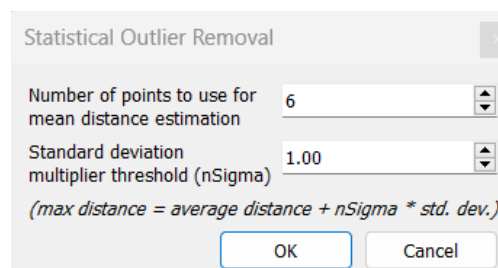 Statistical Outlier Removal
Number of points to use for 6
mean distance estimation
Standard deviation 1.00
multiplier threshold (nSigma)
(max distance = average distance + nSigma * std. dev.)
OK Cancel